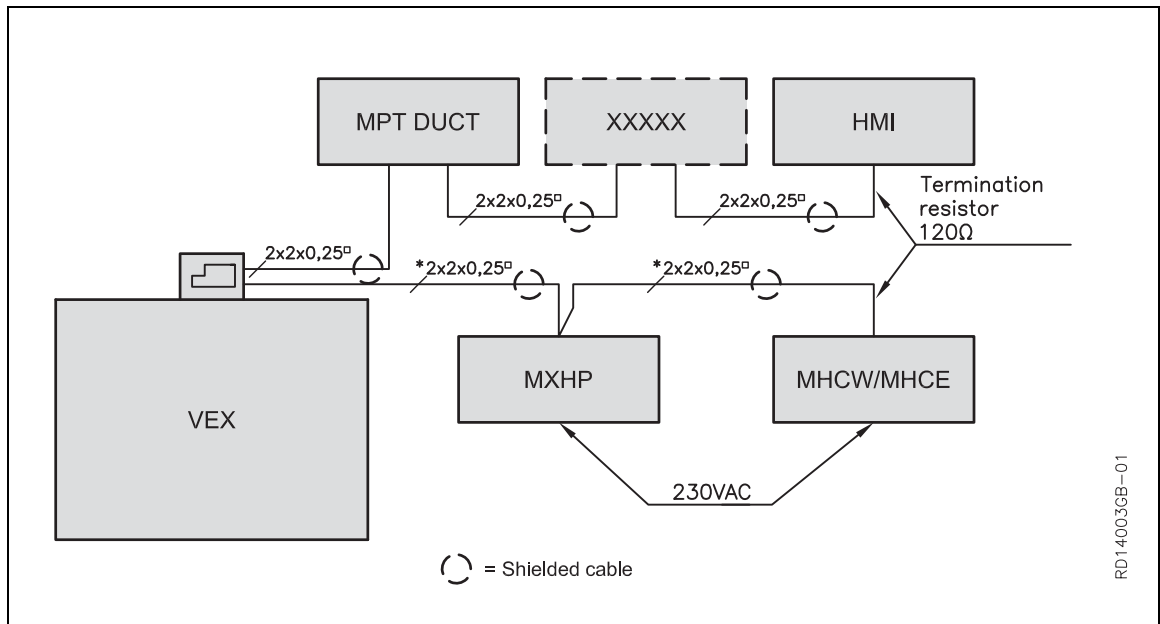 MPT DUCT
XXXXX
HMI
2x2x0,25▫
2x2x0,25▫
Termination
resistor
120Ω
2x2x0,25▫
*2x2x0,25▫
*2x2x0,25▫
MXHP
MHCW/MHCE
VEX
230VAC
= Shielded cable
RD14003GB-01